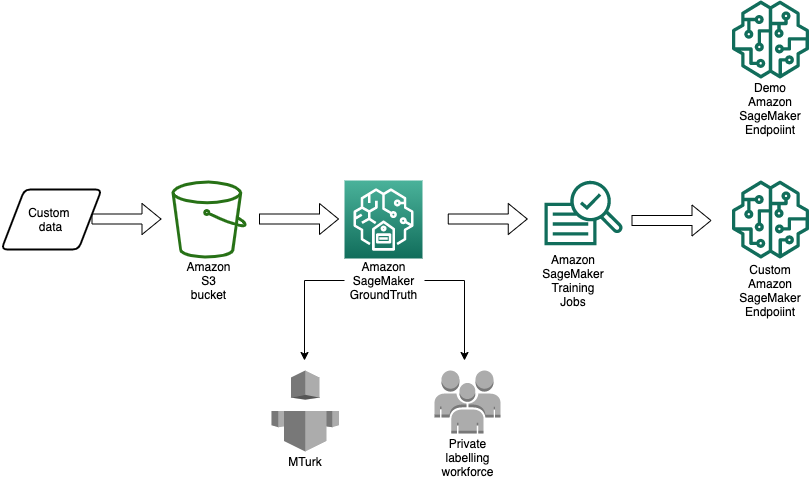 Demo
Amazon
SageMaker
Endpoiint
Custom
data
Amazon
S3
bucket
Amazon
SageMaker
GroundTruth
Amazon
SageMaker
Training
Jobs
Custom
Amazon
SageMaker
Endpoiint
MTurk
Private
labelling
workforce